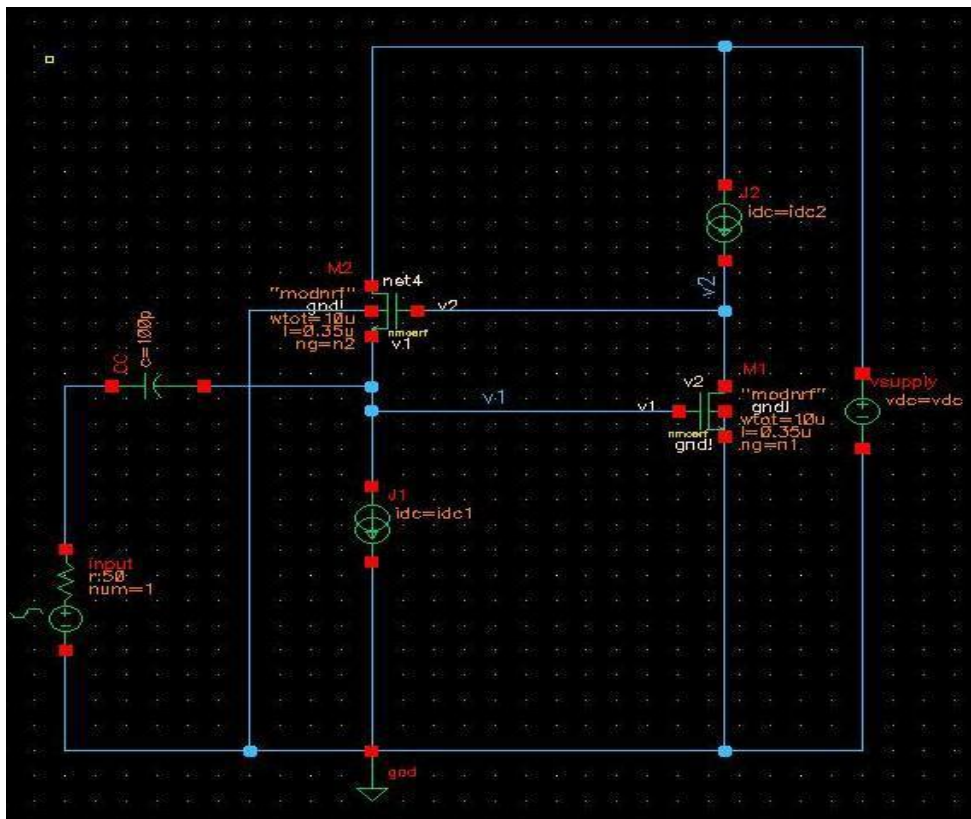 J2
idc=idc2
M2
net4
"modnrf"
gnd!
wtot=10u
l=0.35u
ng=n2
v2
v1
v2
c=100p
v1
v1
v2
M1
"modnrf"
gnd!
wtot=10u
l=0.35u
ng=n1
gnd!
vsupply
vdc=vdc
J1
idc=idc1
input
r:50
num=1
gnd